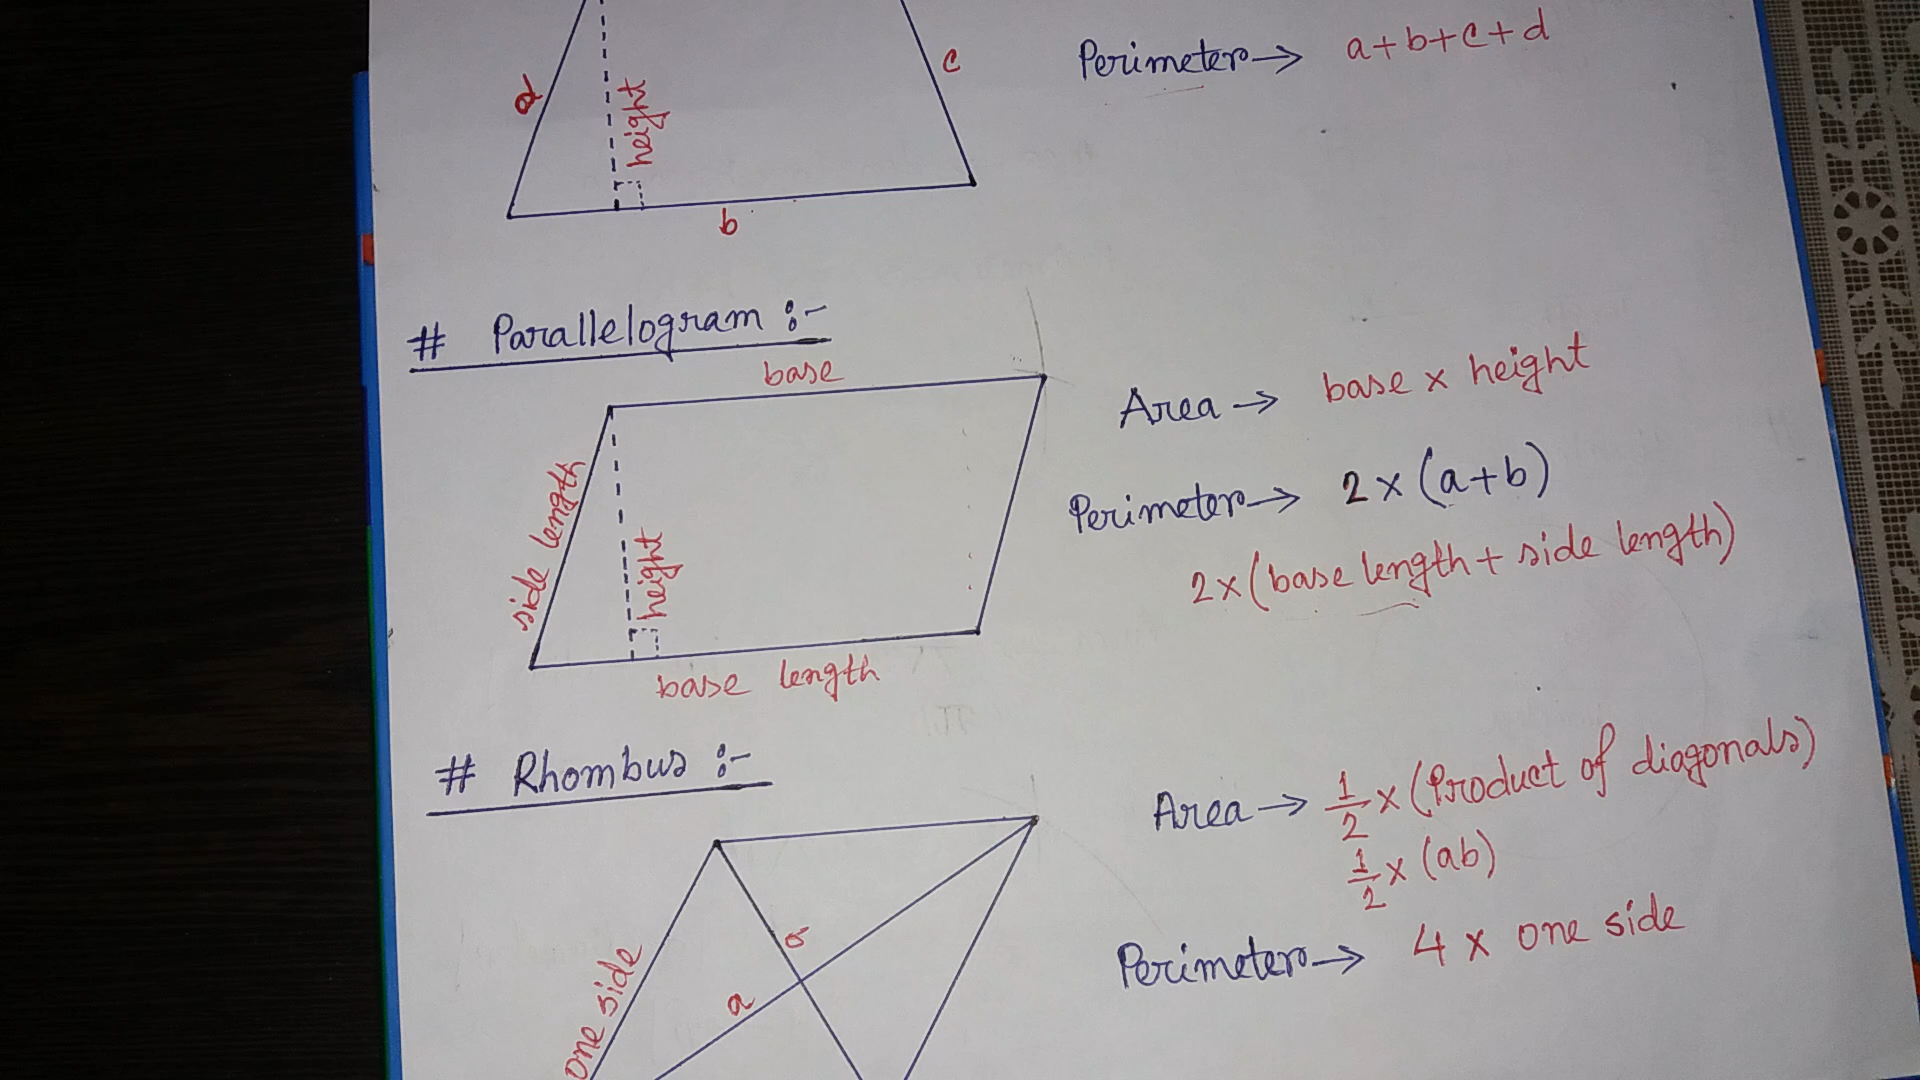 Perimeter→ a+b+c+d
d
height
c
b
# Parallelogram :-
base
Area → base x height
side length
height
Perimeter→ 2 x (a+b)
2x (base length + side length)
base length
# Rhombus :-
Area → 1/2 x (Product of diagonals)
1/2 x (ab)
Perimeter→ 4 x one side
one side
a